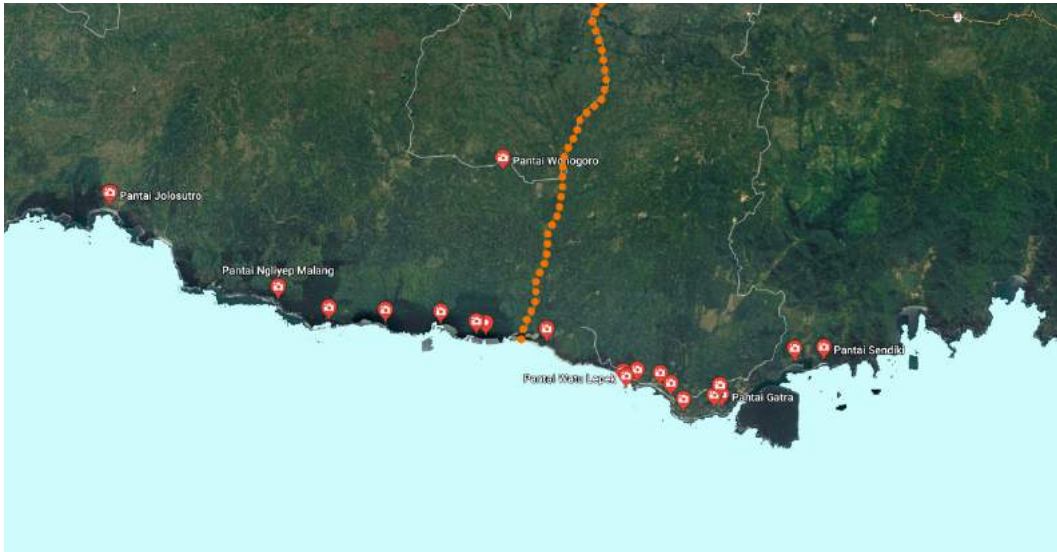 Pantai Wonogoro
Pantai Jolosutro
Pantai Ngliyep Malang
Pantai Sendiki
Pantai Watu Lepek
Pantai Gatra